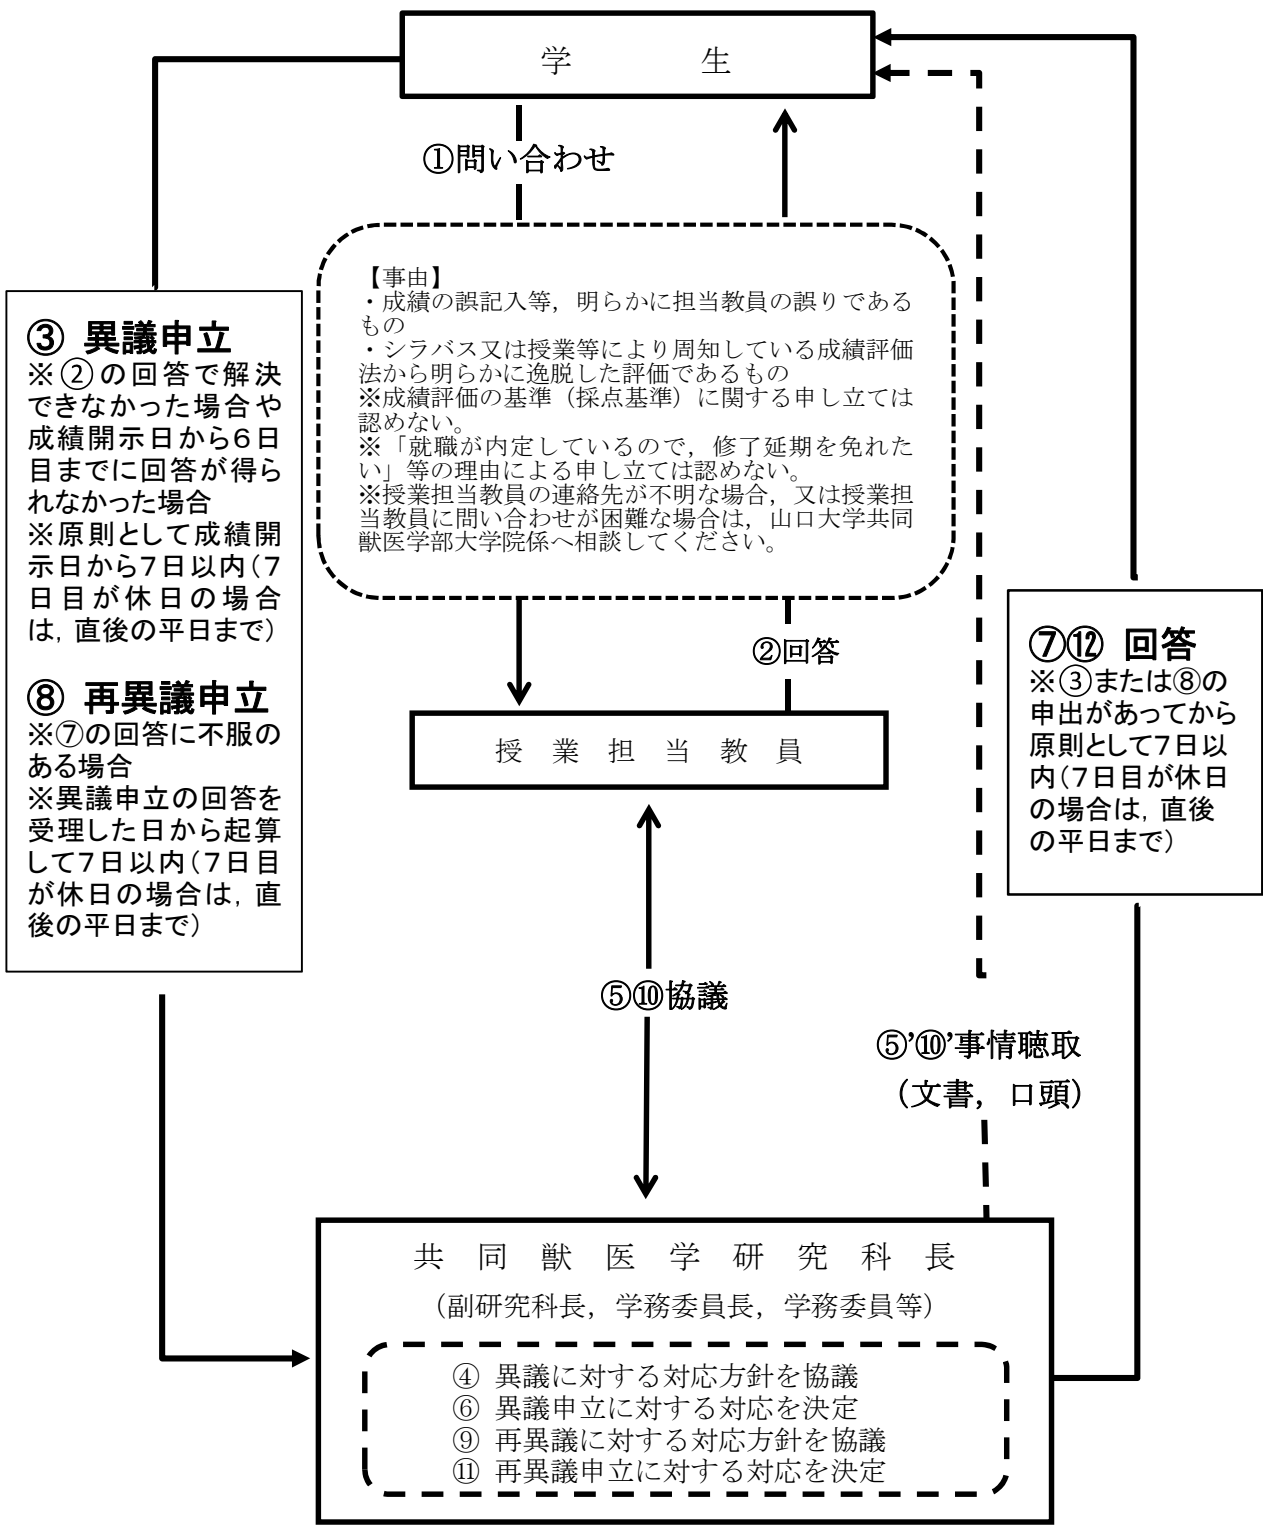 学生
①問い合わせ
【事由】
・成績の誤記入等，明らかに担当教員の誤りである
もの
・シラバス又は授業等により周知している成績評価
法から明らかに逸脱した評価であるもの
※成績評価の基準（採点基準）に関する申し立ては
認めない。
※「就職が内定しているので，修了延期を免れた
い」等の理由による申し立ては認めない。
※授業担当教員の連絡先が不明な場合，又は授業担
当教員に問い合わせが困難な場合は，山口大学共同
獣医学部大学院係へ相談してください。
③ 異議申立
※②の回答で解決
できなかった場合や
成績開示日から６日
目までに回答が得ら
れなかった場合
※原則として成績開
示日から７日以内（７
日目が休日の場合
は，直後の平日まで）
⑧ 再異議申立
※⑦の回答に不服の
ある場合
※異議申立の回答を
受理した日から起算
して７日以内（７日目
が休日の場合は，直
後の平日まで）
②回答
授業担当教員
⑦⑫ 回答
※③または⑧の
申出があってから
原則として７日以
内（７日目が休日
の場合は，直後
の平日まで）
⑤⑩協議
⑤’⑩’事情聴取
（文書，口頭）
共同獣医学研究科長
（副研究科長，学務委員長，学務委員等）
④ 異議に対する対応方針を協議
⑥ 異議申立に対する対応を決定
⑨ 再異議に対する対応方針を協議
⑪ 再異議申立に対する対応を決定